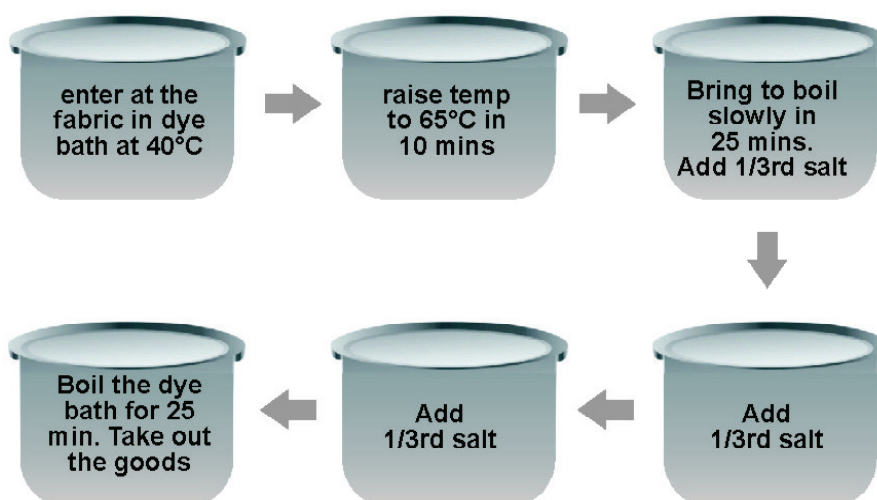 enter at the
fabric in dye
bath at 40°C
raise temp
to 65°C in
10 mins
Bring to boil
slowly in
25 mins.
Add 1/3rd salt
Add
1/3rd salt
Add
1/3rd salt
Boil the dye
bath for 25
min. Take out
the goods